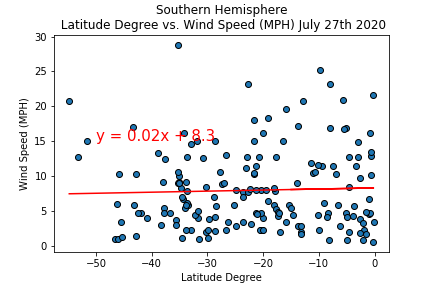 Southern Hemisphere
Latitude Degree vs. Wind Speed (MPH) July 27th 2020
30
25
20
15
10
5
0
Wind Speed (MPH)
y = 0.02x + 8.3
−50
−40
−30
−20
−10
0
Latitude Degree